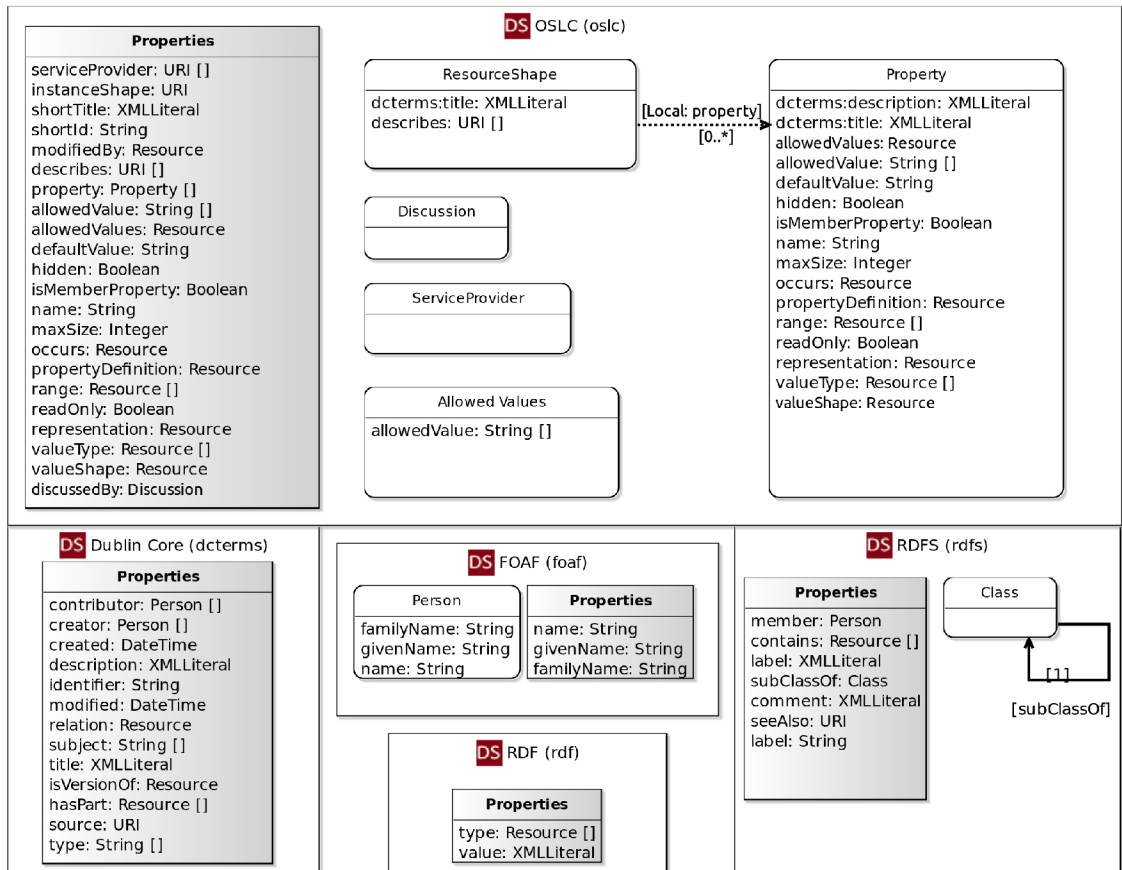 DS OSLC (oslc)
Properties
serviceProvider: URI []
instanceShape: URI
shortTitle: XMLLiteral
shortId: String
modifiedBy: Resource
describes: URI []
property: Property []
allowedValue: String []
allowedValues: Resource
defaultValue: String
hidden: Boolean
isMemberProperty: Boolean
name: String
maxSize: Integer
occurs: Resource
propertyDefinition: Resource
range: Resource []
readOnly: Boolean
representation: Resource
valueType: Resource []
valueShape: Resource
discussedBy: Discussion
ResourceShape
dcterms:title: XMLLiteral
describes: URI []
[Local: property]
[0..*]
Discussion
ServiceProvider
Allowed Values
allowedValue: String []
Property
dcterms:description: XMLLiteral
dcterms:title: XMLLiteral
allowedValues: Resource
allowedValue: String []
defaultValue: String
hidden: Boolean
isMemberProperty: Boolean
name: String
maxSize: Integer
occurs: Resource
propertyDefinition: Resource
range: Resource []
readOnly: Boolean
representation: Resource
valueType: Resource []
valueShape: Resource
DS Dublin Core (dcterms)
Properties
contributor: Person []
creator: Person []
created: DateTime
description: XMLLiteral
identifier: String
modified: DateTime
relation: Resource
subject: String []
title: XMLLiteral
isVersionOf: Resource
hasPart: Resource []
source: URI
type: String []
DS FOAF (foaf)
Person
familyName: String
givenName: String
name: String
Properties
name: String
givenName: String
familyName: String
DS RDF (rdf)
Properties
type: Resource []
value: XMLLiteral
DS RDFS (rdfs)
Properties
member: Person
contains: Resource []
label: XMLLiteral
subClassOf: Class
comment: XMLLiteral
seeAlso: URI
label: String
Class
[1]
[subClassOf]